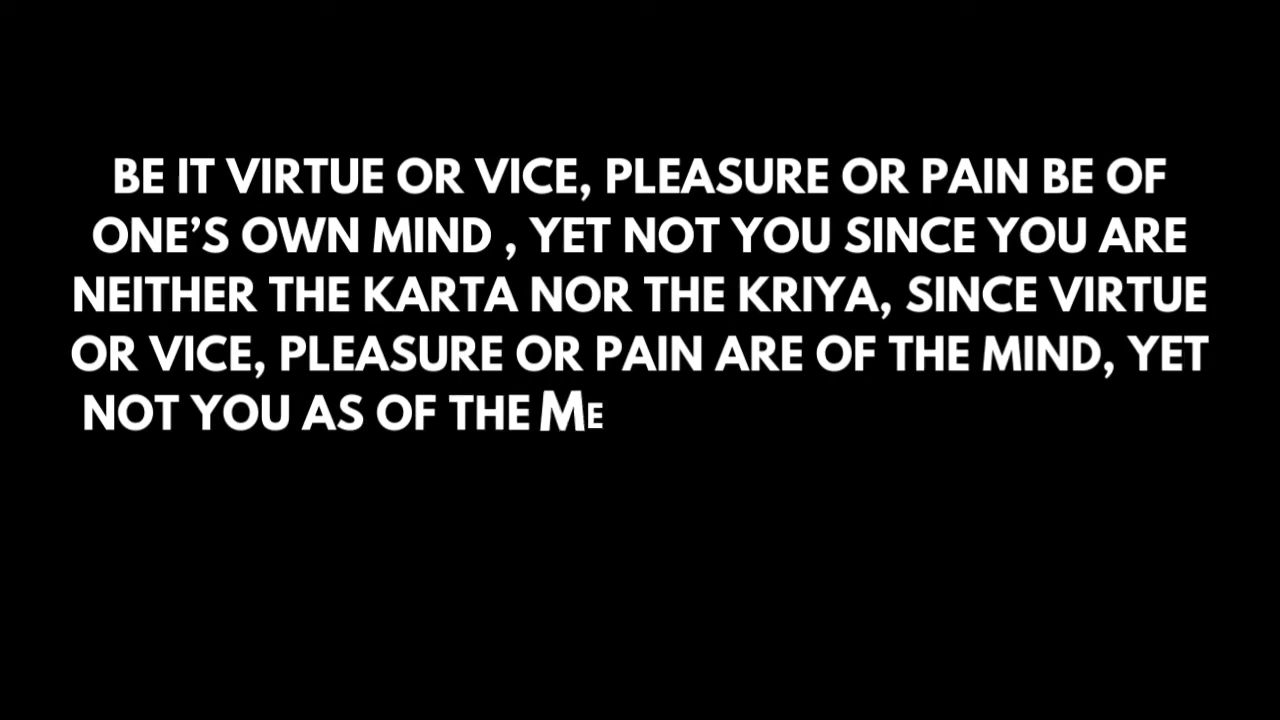 BE IT VIRTUE OR VICE, PLEASURE OR PAIN BE OF
ONE’S OWN MIND , YET NOT YOU SINCE YOU ARE
NEITHER THE KARTA NOR THE KRIYA, SINCE VIRTUE
OR VICE, PLEASURE OR PAIN ARE OF THE MIND, YET
NOT YOU AS OF THE ME